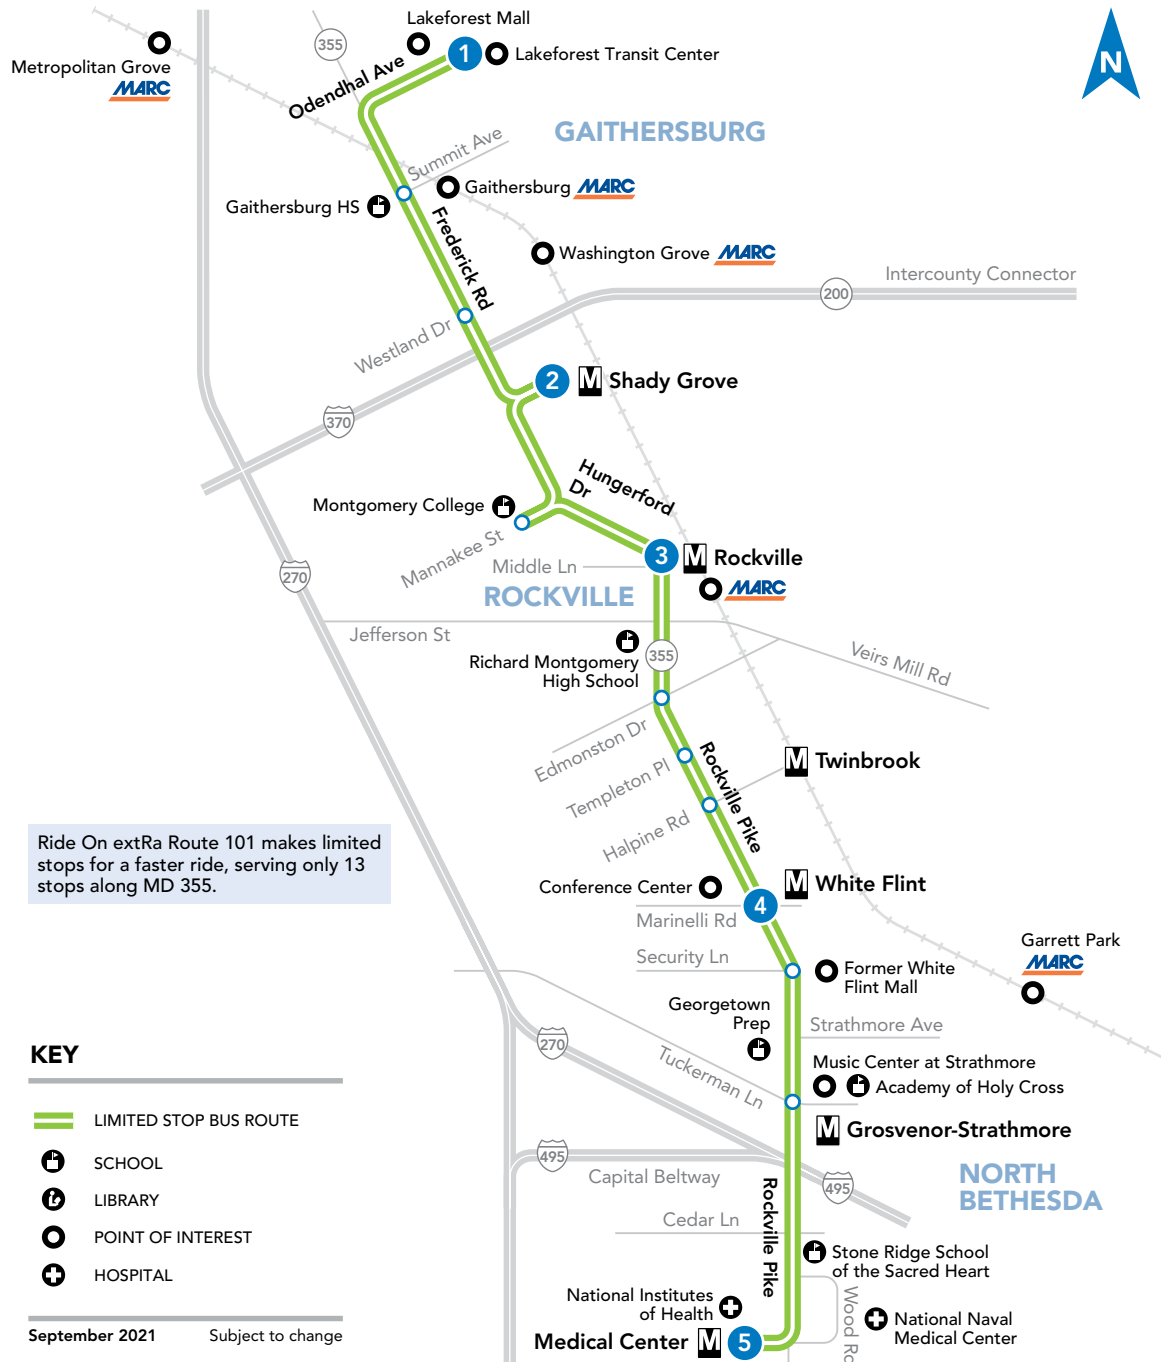 Lakeforest Mall
355
Metropolitan Grove
MARC
1
Lakeforest Transit Center
N
Odendhal Ave
GAITHERSBURG
Summit Ave
Gaithersburg MARC
Gaithersburg HS
Frederick Rd
Washington Grove MARC
Intercounty Connector
200
Westland Dr
2
M Shady Grove
370
Hungerford
Dr
Montgomery College
Mannakee St
3
M Rockville
Middle Ln
MARC
270
ROCKVILLE
Jefferson St
Richard Montgomery
High School
355
Veirs Mill Rd
Edmonston Dr
Rockville Pike
M Twinbrook
Templeton Pl
Halpine Rd
Ride On extRa Route 101 makes limited
stops for a faster ride, serving only 13
stops along MD 355.
Conference Center
M White Flint
4
Marinelli Rd
Security Ln
Former White
Flint Mall
Garrett Park
MARC
Georgetown
Prep
Strathmore Ave
270
Tuckerman Ln
Music Center at Strathmore
Academy of Holy Cross
M Grosvenor-Strathmore
495
Capital Beltway
495
NORTH
BETHESDA
Cedar Ln
Rockville Pike
Stone Ridge School
of the Sacred Heart
National Institutes
of Health
Wood Rd
National Naval
Medical Center
Medical Center M
5
KEY
LIMITED STOP BUS ROUTE
SCHOOL
LIBRARY
POINT OF INTEREST
HOSPITAL
September 2021
Subject to change